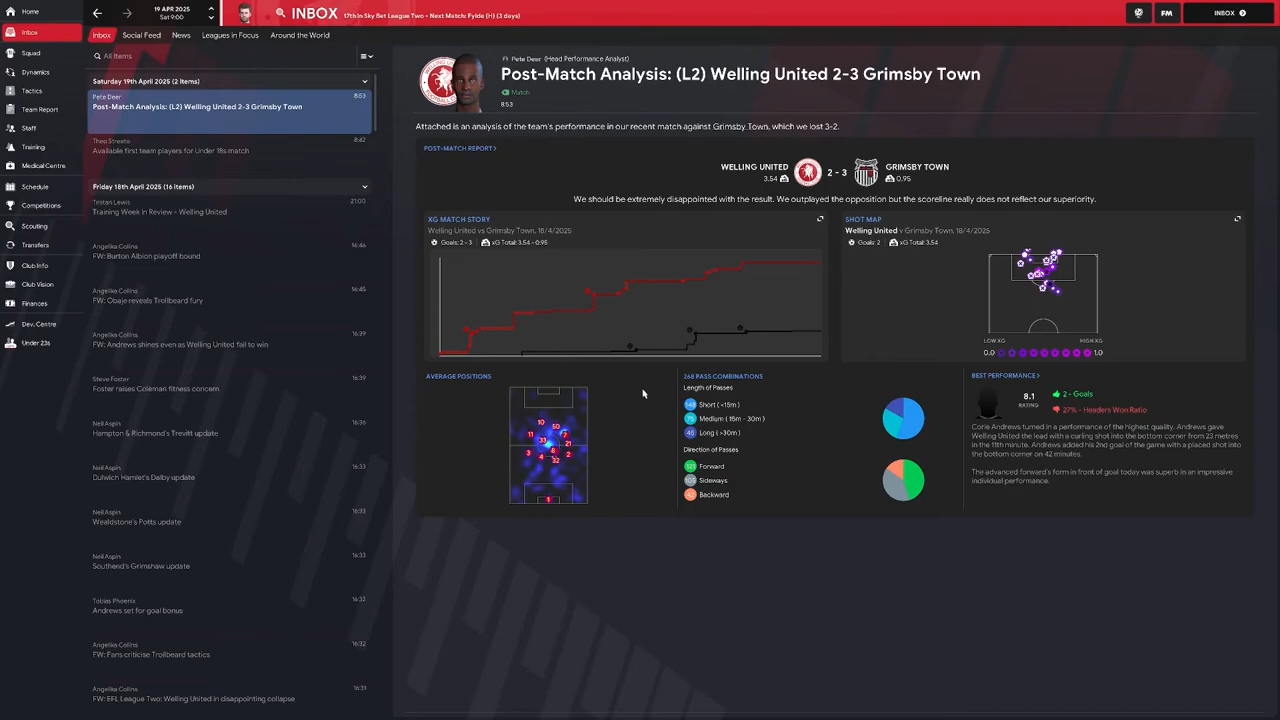 Home
Inbox
Squad
Dynamics
Tactics
Team Report
Staff
Training
Medical Centre
Schedule
Competitions
Scouting
Transfers
Club Info
Club Vision
Finances
Dev. Centre
Under 23s
19 APR 2025
Sat 9:00
INBOX
17th in Sky Bet League Two - Next Match: Fylde (H) (3 days)
FM
INBOX
Inbox
Social Feed
News
Leagues in Focus
Around the World
All Items
Saturday 19th April 2025 (2 items)
Pete Deer
8:53
Post-Match Analysis: (L2) Welling United 2-3 Grimsby Town
Theo Streete
8:42
Available first team players for Under 18s match
Friday 18th April 2025 (16 items)
Tristan Lewis
21:00
Training Week In Review - Welling United
Angelika Collins
16:46
FW: Burton Albion playoff bound
Angelika Collins
16:45
FW: Obaje reveals Trollbeard fury
Angelika Collins
16:39
FW: Andrews shines even as Welling United fail to win
Steve Foster
16:39
Foster raises Coleman fitness concern
Neil Aspin
16:36
Hampton & Richmond's Trevitt update
Neil Aspin
16:33
Dulwich Hamlet's Dalby update
Neil Aspin
16:33
Wealdstone's Potts update
Neil Aspin
16:33
Southend's Grimshaw update
Tobias Phoenix
16:32
Andrews set for goal bonus
Angelika Collins
16:32
FW: Fans criticise Trollbeard tactics
Angelika Collins
16:31
FW: EFL League Two: Welling United in disappointing collapse
Pete Deer (Head Performance Analyst)
Post-Match Analysis: (L2) Welling United 2-3 Grimsby Town
Match
8:53
Attached is an analysis of the team's performance in our recent match against Grimsby Town, which we lost 3-2.
POST-MATCH REPORT >
WELLING UNITED
3.54
2 - 3
GRIMSBY TOWN
0.95
We should be extremely disappointed with the result. We outplayed the opposition but the scoreline really does not reflect our superiority.
XG MATCH STORY
Welling United vs Grimsby Town, 18/4/2025
Goals: 2 - 3
xG Total: 3.54 - 0.95
SHOT MAP
Welling United v Grimsby Town, 18/4/2025
Goals: 2
xG Total: 3.54
LOW XG
HIGH XG
0.0
1.0
AVERAGE POSITIONS
10
50
11
7
33
21
3
4
8
2
32
1
268 PASS COMBINATIONS
Length of Passes
148 Short (<15m)
75 Medium (15m - 30m)
45 Long (>30m)
Direction of Passes
121 Forward
105 Sideways
42 Backward
BEST PERFORMANCE >
8.1
RATING
2 - Goals
27% - Headers Won Ratio
Corie Andrews turned in a performance of the highest quality. Andrews gave
Welling United the lead with a curling shot into the bottom corner from 23 metres
in the 11th minute. Andrews added his 2nd goal of the game with a placed shot into
the bottom corner on 42 minutes.
The advanced forward's form in front of goal today was superb in an impressive
individual performance.